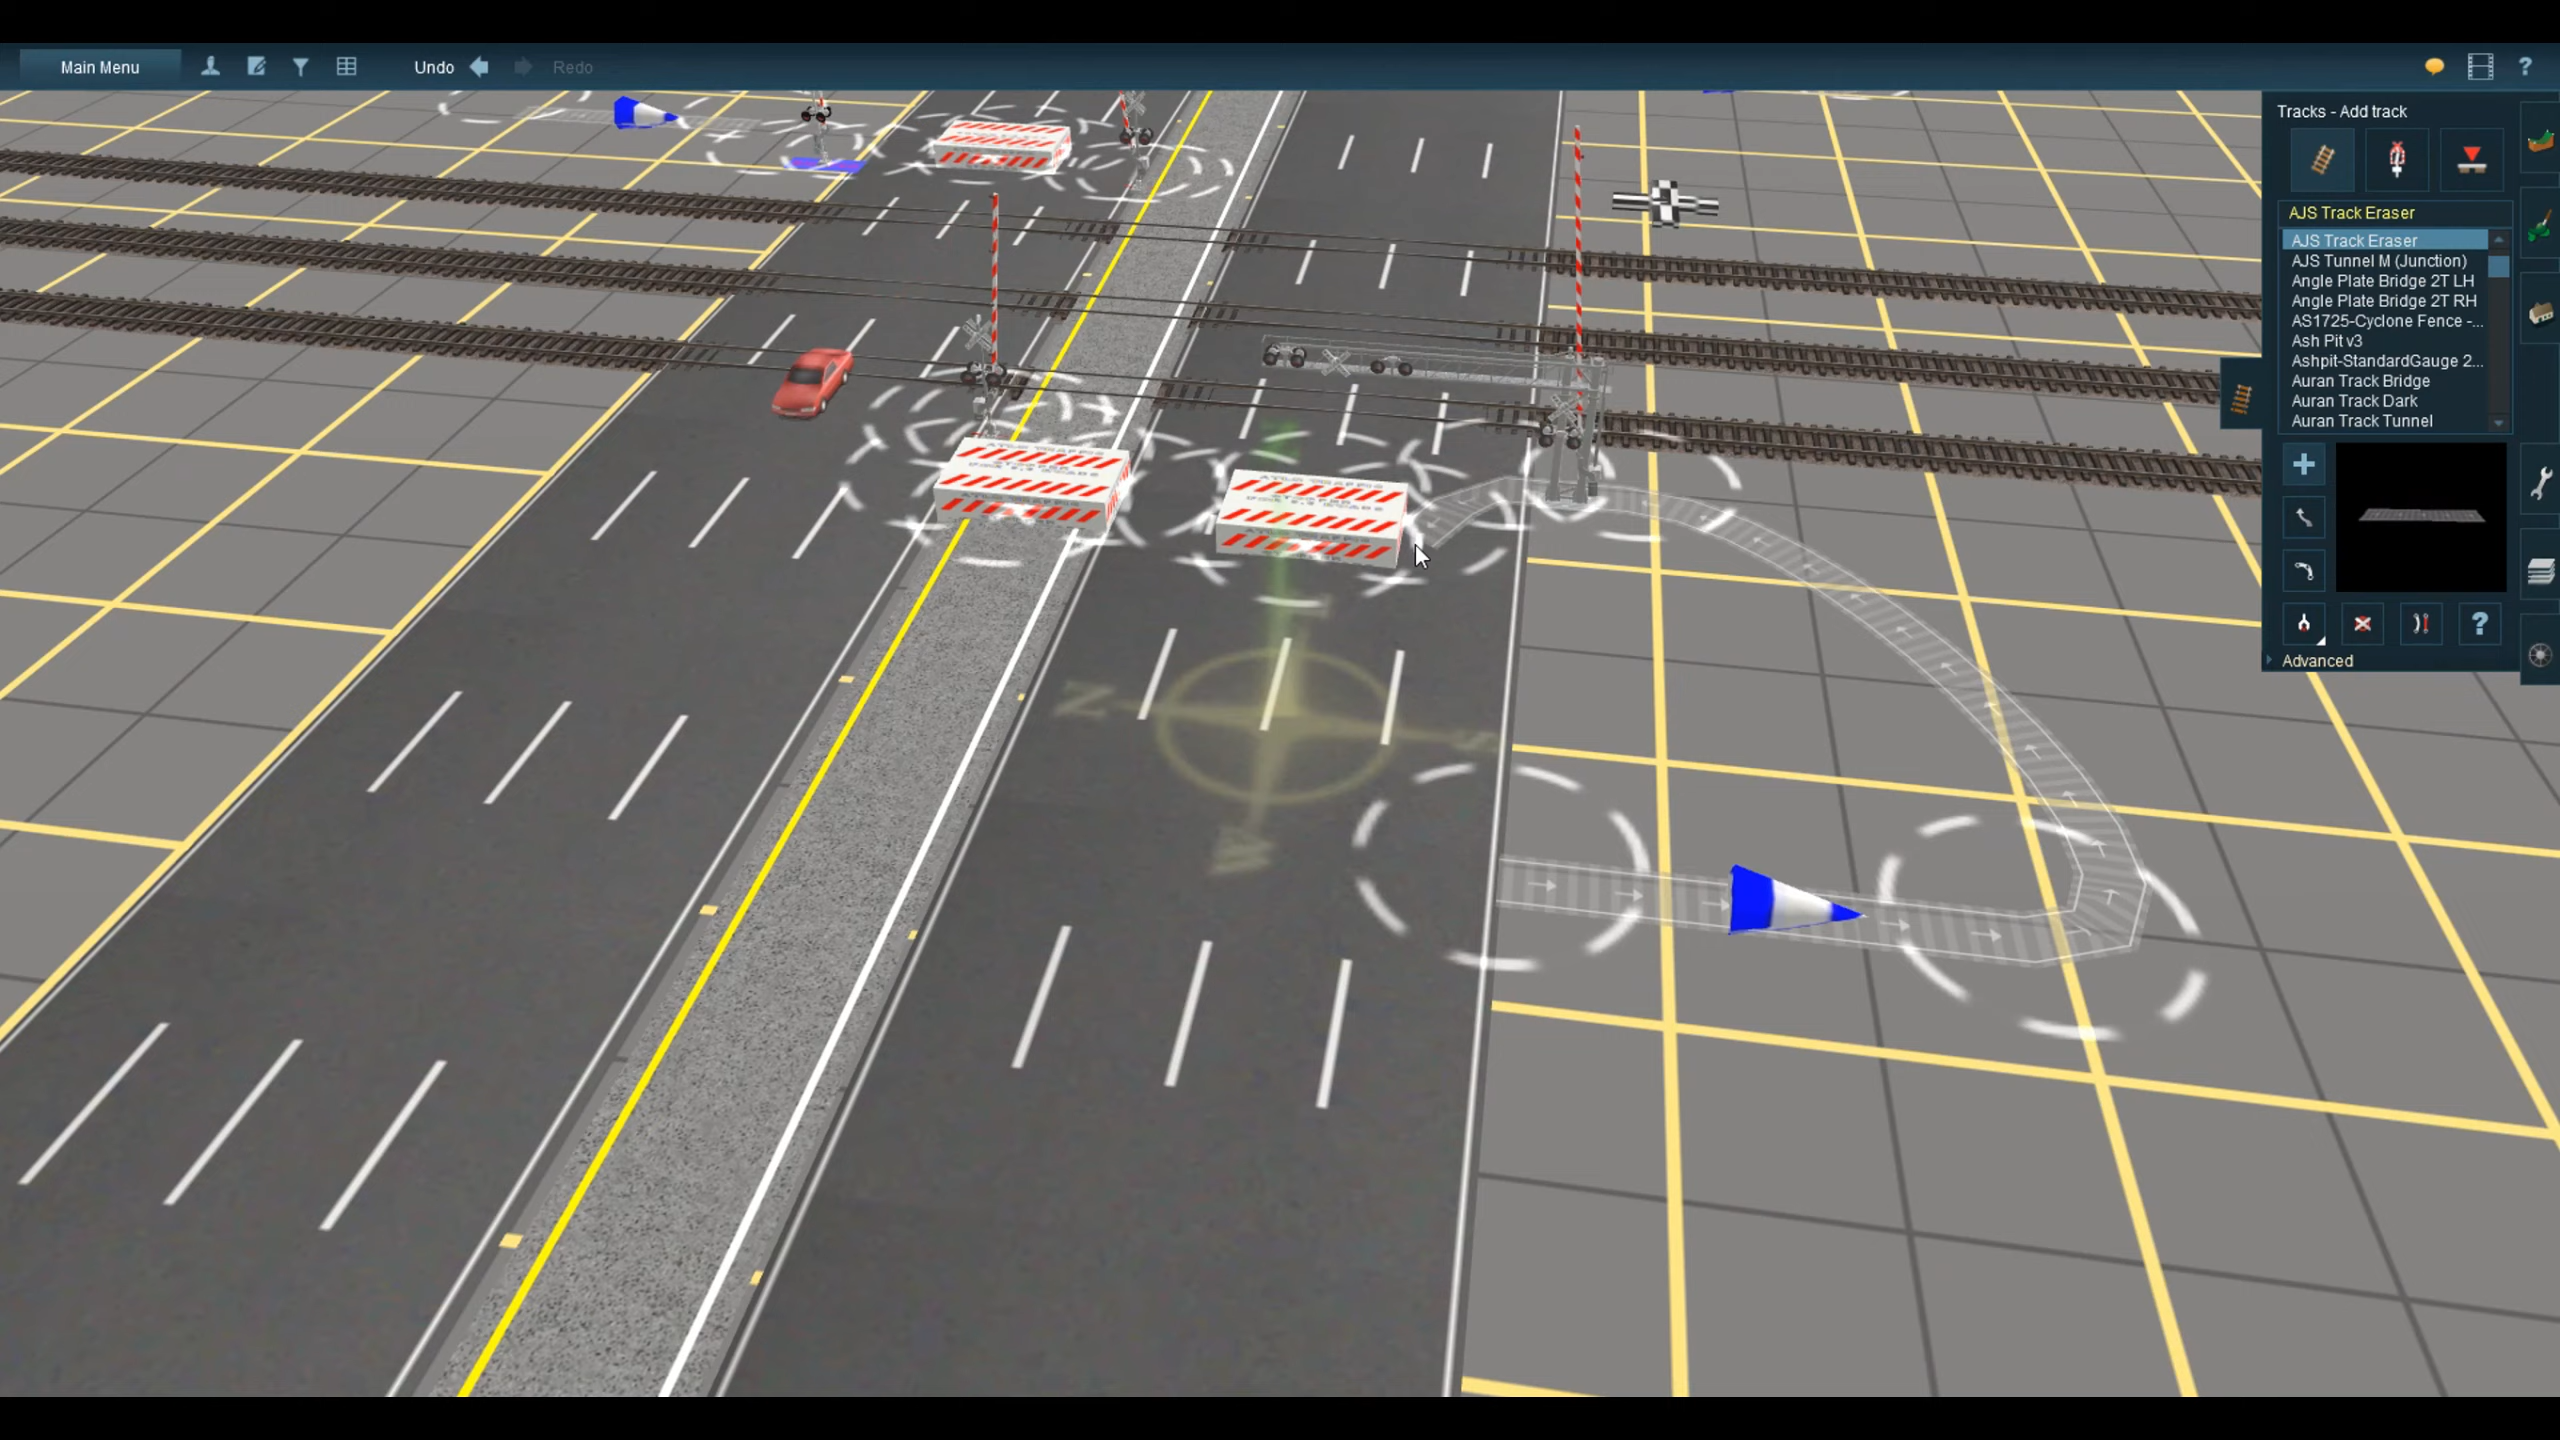 Main Menu
Undo
Redo
?
Tracks - Add track
AJS Track Eraser
AJS Track Eraser
AJS Tunnel M (Junction)
Angle Plate Bridge 2T LH
Angle Plate Bridge 2T RH
AS1725-Cyclone Fence -...
Ash Pit v3
Ashpit-StandardGauge 2...
Auran Track Bridge
Auran Track Dark
Auran Track Tunnel
?
Advanced
N
S
W